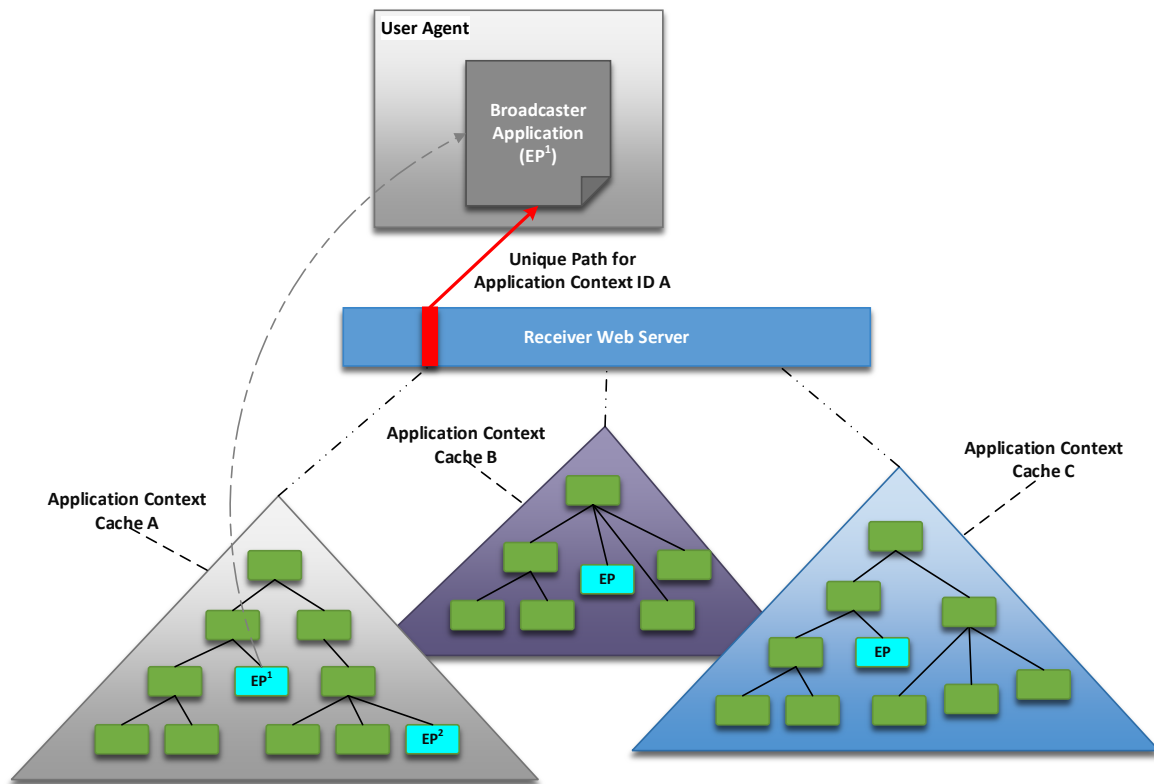 User Agent
Broadcaster
Application
(EP¹)
Unique Path for
Application Context ID A
Receiver Web Server
Application Context
Cache B
Application Context
Cache C
Application Context
Cache A
EP
EP
EP¹
EP²